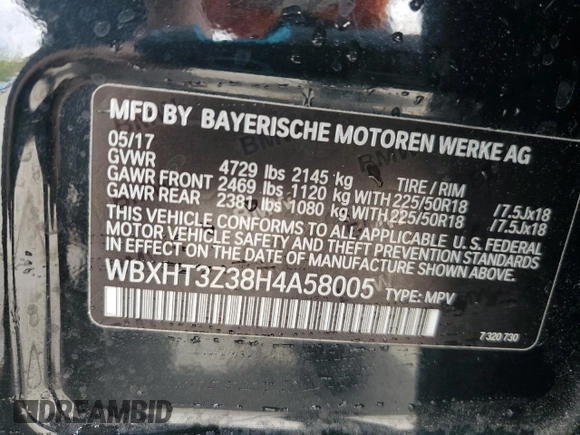 MFD BY BAYERISCHE MOTOREN WERKE AG
05/17
GVWR 4729 lbs 2145 kg TIRE / RIM
GAWR FRONT 2469 lbs 1120 kg WITH 225/50R18 /7.5Jx18
GAWR REAR 2381 lbs 1080 kg WITH 225/50R18 /7.5Jx18
THIS VEHICLE CONFORMS TO ALL APPLICABLE U.S. FEDERAL
MOTOR VEHICLE SAFETY AND THEFT PREVENTION STANDARDS
IN EFFECT ON THE DATE OF MANUFACTURE SHOWN ABOVE.
WBXHT3Z38H4A58005 TYPE: MPV
7 320 730
DREAMBID